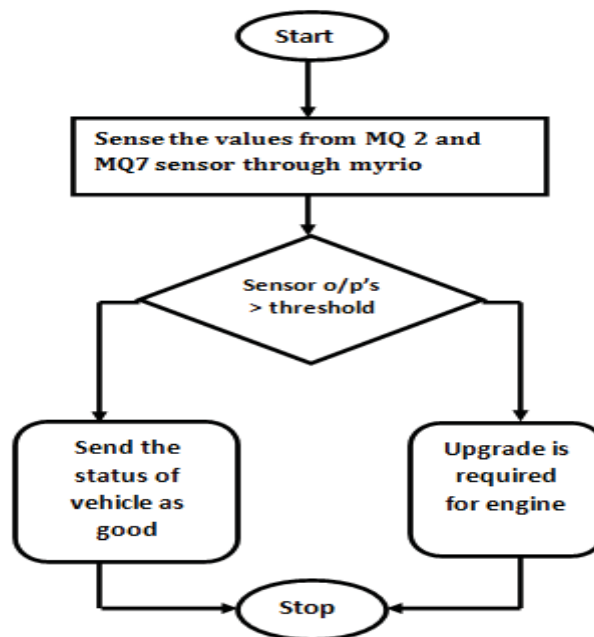 Start
Sense the values from MQ 2 and
MQ7 sensor through myrio
Sensor o/p's
> threshold
Send the
status of
vehicle as
good
Upgrade is
required
for engine
Stop